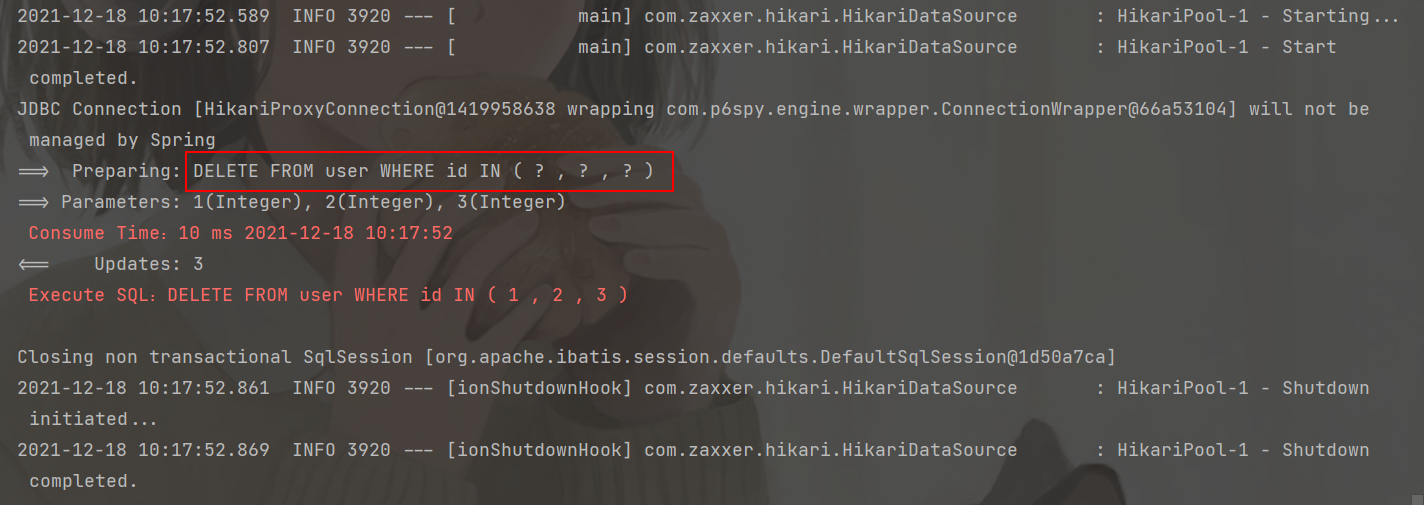 2021-12-18 10:17:52.589  INFO 3920 --- [           main] com.zaxxer.hikari.HikariDataSource       : HikariPool-1 - Starting...
2021-12-18 10:17:52.807  INFO 3920 --- [           main] com.zaxxer.hikari.HikariDataSource       : HikariPool-1 - Start
completed.
JDBC Connection [HikariProxyConnection@1419958638 wrapping com.p6spy.engine.wrapper.ConnectionWrapper@66a53104] will not be
managed by Spring
==>  Preparing: DELETE FROM user WHERE id IN ( ? , ? , ? )
==> Parameters: 1(Integer), 2(Integer), 3(Integer)
Consume Time：10 ms 2021-12-18 10:17:52
<==    Updates: 3
Execute SQL：DELETE FROM user WHERE id IN ( 1 , 2 , 3 )
Closing non transactional SqlSession [org.apache.ibatis.session.defaults.DefaultSqlSession@1d50a7ca]
2021-12-18 10:17:52.861  INFO 3920 --- [ionShutdownHook] com.zaxxer.hikari.HikariDataSource       : HikariPool-1 - Shutdown
initiated...
2021-12-18 10:17:52.869  INFO 3920 --- [ionShutdownHook] com.zaxxer.hikari.HikariDataSource       : HikariPool-1 - Shutdown
completed.